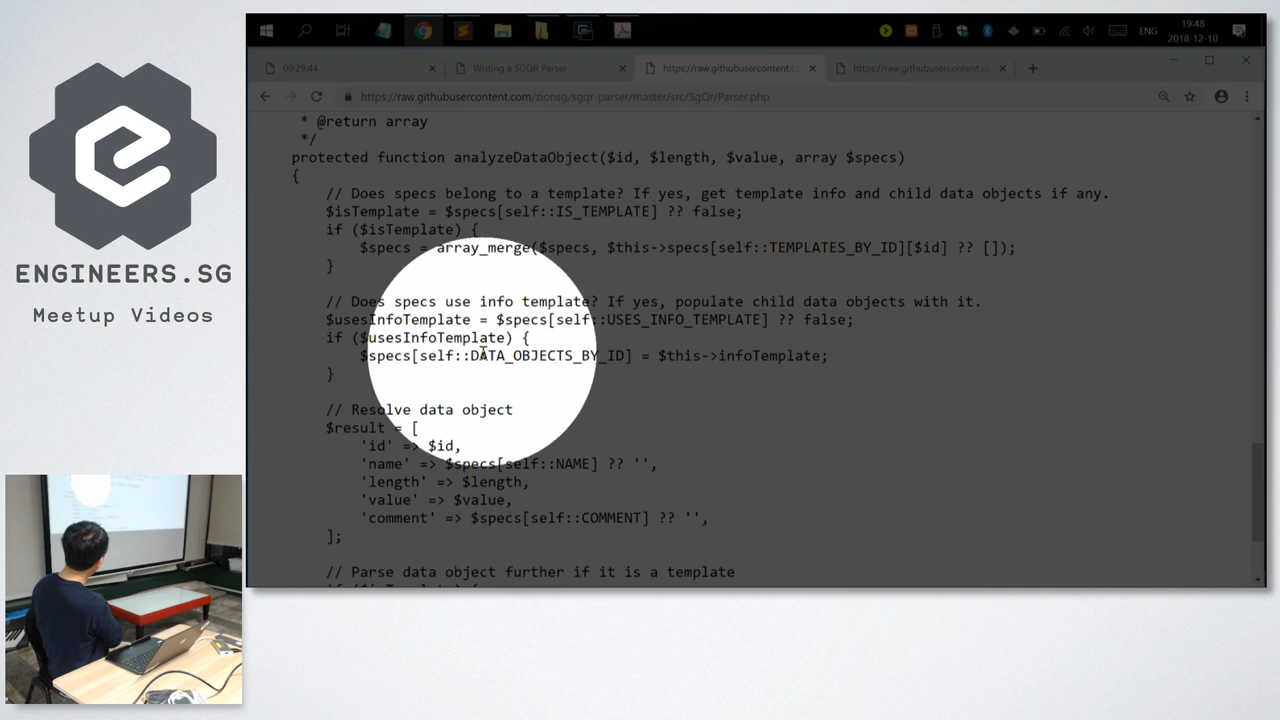 ENGINEERS.SG
Meetup Videos
ENG
19:48
2018-12-10
00:29:44
Writing a SGQR Parser
https://raw.githubusercontent.co
https://raw.githubusercontent.co
https://raw.githubusercontent.com/zionsg/sgqr-parser/master/src/SgQr/Parser.php
* @return array
*/
protected function analyzeDataObject($id, $length, $value, array $specs)
{
// Does specs belong to a template? If yes, get template info and child data objects if any.
$isTemplate = $specs[self::IS_TEMPLATE] ?? false;
if ($isTemplate) {
$specs = array_merge($specs, $this->specs[self::TEMPLATES_BY_ID][$id] ?? []);
}
// Does specs use info template? If yes, populate child data objects with it.
$usesInfoTemplate = $specs[self::USES_INFO_TEMPLATE] ?? false;
if ($usesInfoTemplate) {
$specs[self::DATA_OBJECTS_BY_ID] = $this->infoTemplate;
}
// Resolve data object
$result = [
'id' => $id,
'name' => $specs[self::NAME] ?? '',
'length' => $length,
'value' => $value,
'comment' => $specs[self::COMMENT] ?? '',
];
// Parse data object further if it is a template